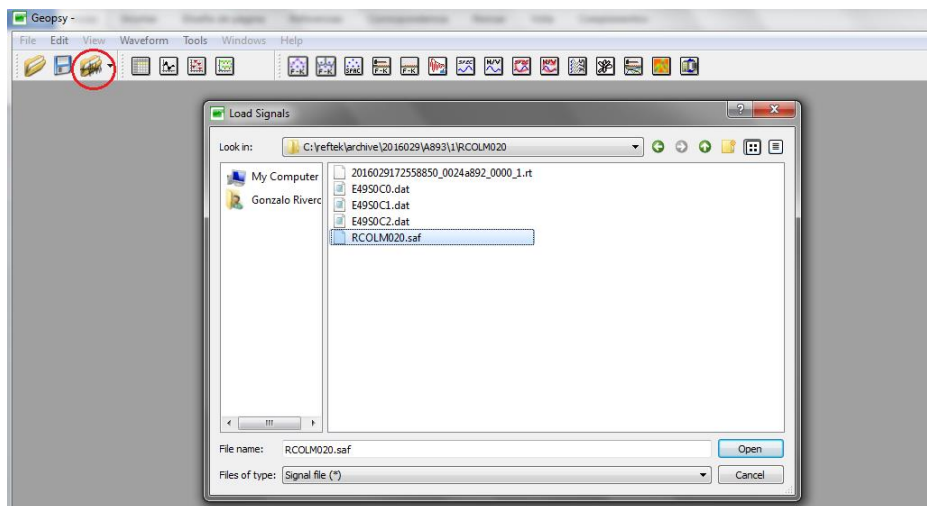 Geopsy -
File Edit View Waveform Tools Windows Help
F-K F-K SPAC F-K F-K SPAC H/V
Load Signals
Look in: C:\reftek\archive\2016029\A893\1\RCOLM020
My Computer
Gonzalo Riverc
2016029172558850_0024a892_0000_1.rt
E49S0C0.dat
E49S0C1.dat
E49S0C2.dat
RCOLM020.saf
File name: RCOLM020.saf
Open
Files of type: Signal file (*)
Cancel